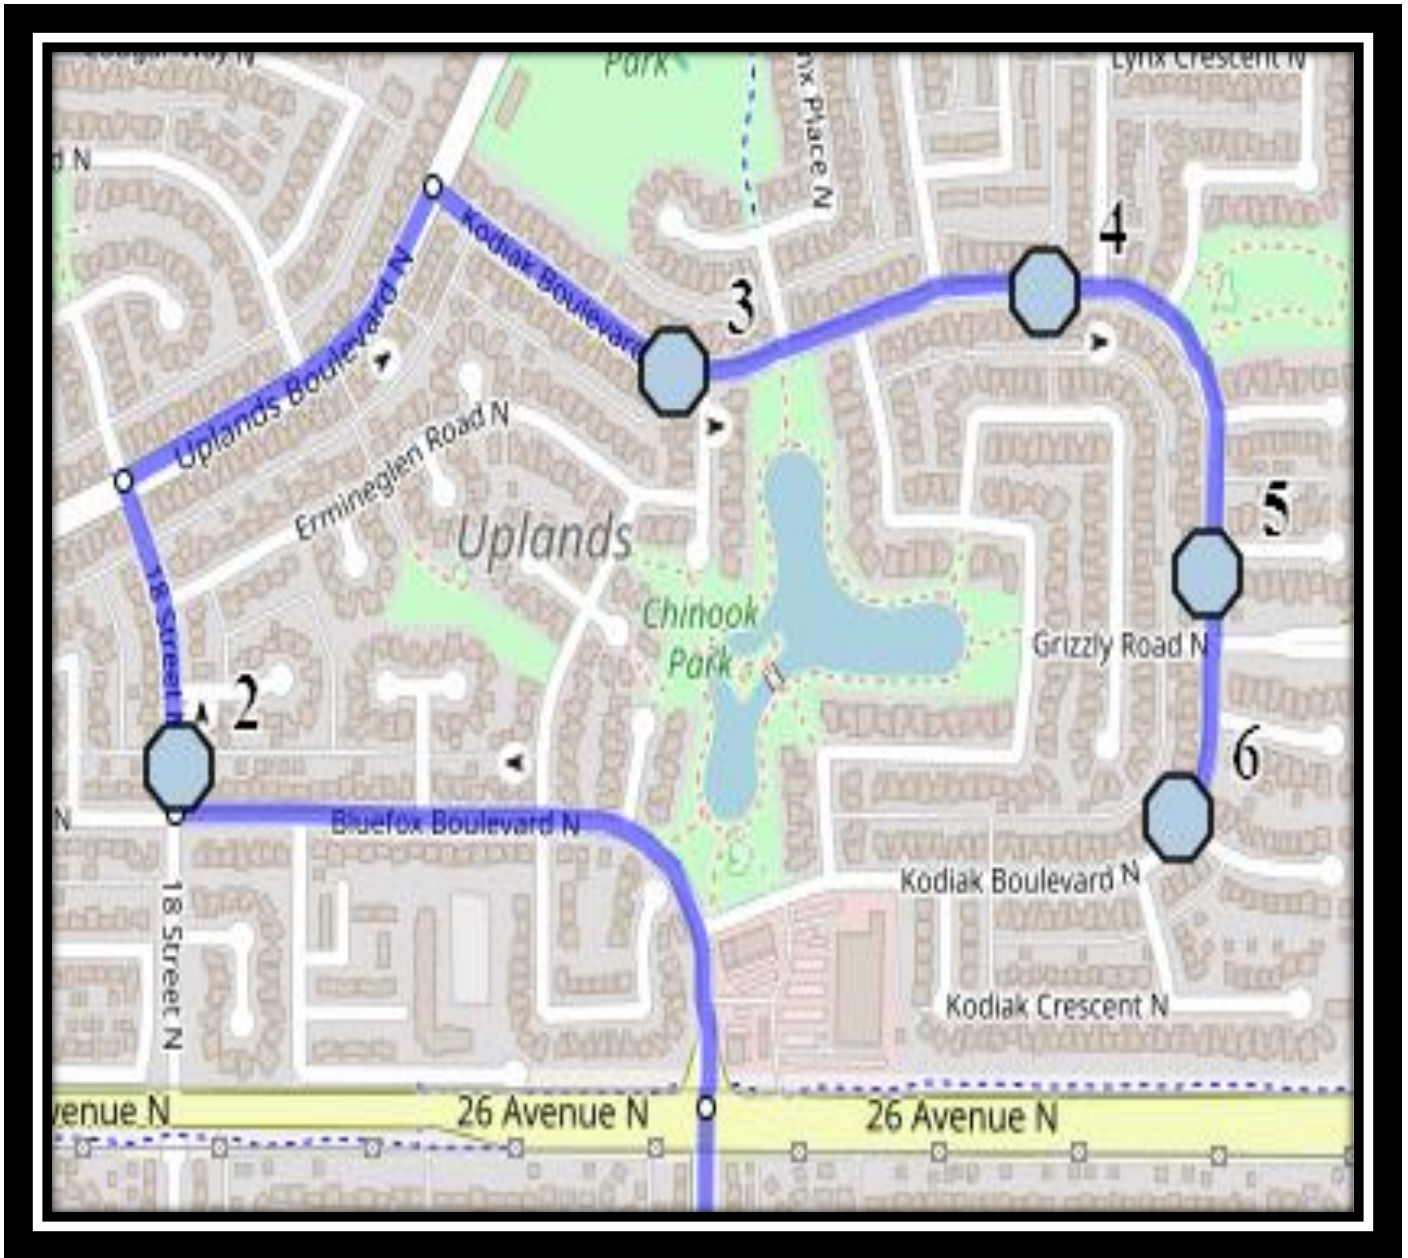 Park
Lynx Crescent N
d N
nx Place N
Kodiak Boulevard
4
3
Uplands Boulevard N
Ermineglen Road N
5
Uplands
18 Street N
Chinook
Park
Grizzly Road N
2
6
N
Bluefox Boulevard N
Kodiak Boulevard N
18 Street N
Kodiak Crescent N
venue N
26 Avenue N
26 Avenue N